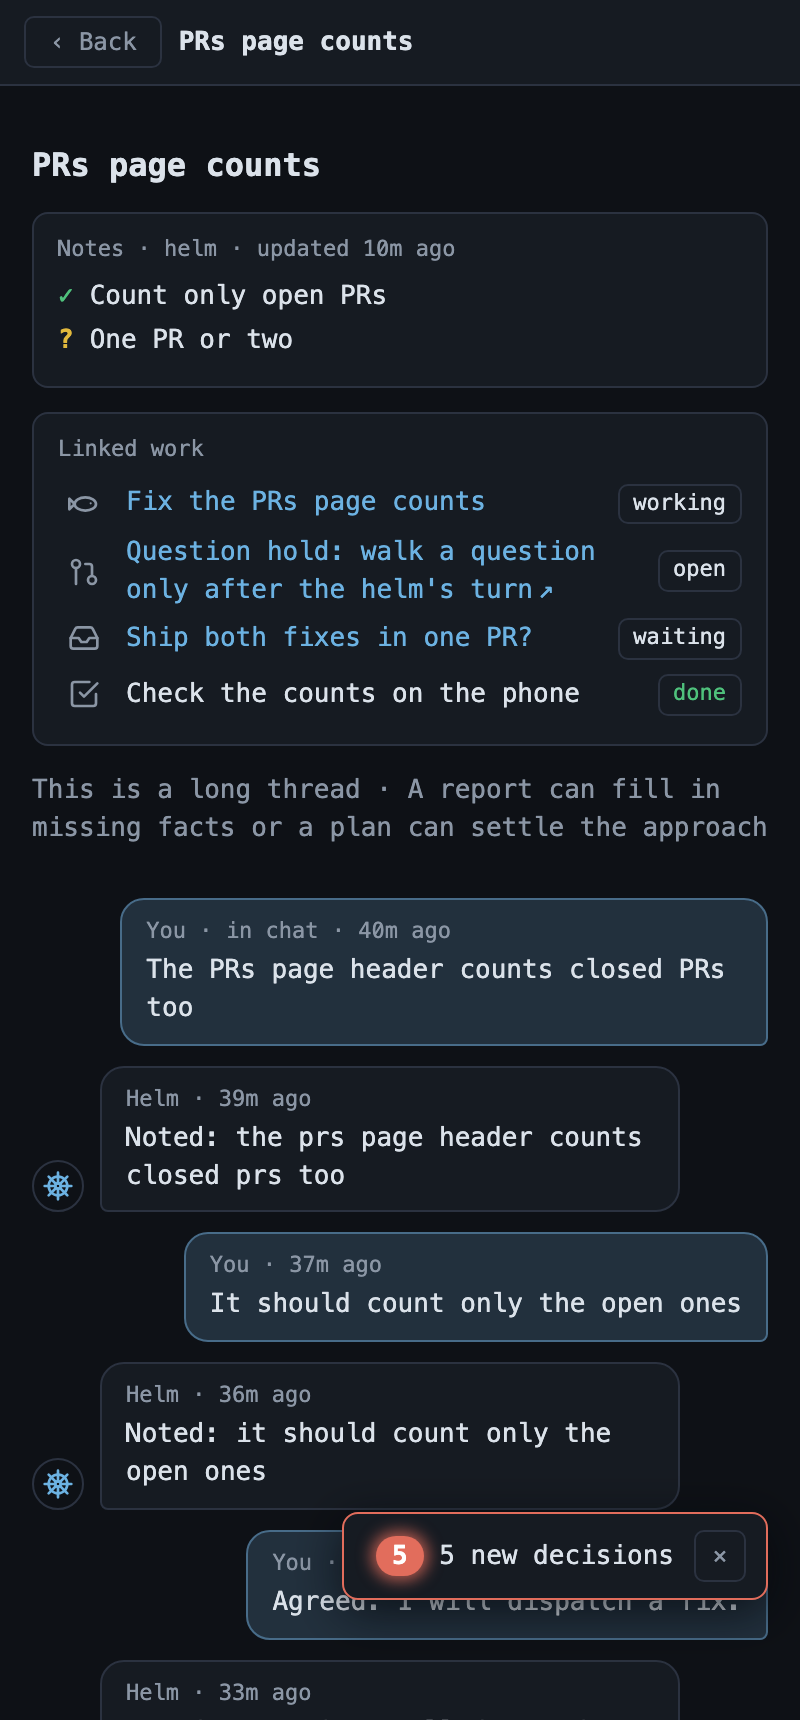 ‹ Back PRs page counts
PRs page counts
Notes · helm · updated 10m ago
✓ Count only open PRs
? One PR or two
Linked work
Fix the PRs page counts working
Question hold: walk a question
only after the helm's turn↗ open
Ship both fixes in one PR? waiting
Check the counts on the phone done
This is a long thread · A report can fill in
missing facts or a plan can settle the approach
You · in chat · 40m ago
The PRs page header counts closed PRs
too
Helm · 39m ago
Noted: the prs page header counts
closed prs too
You · 37m ago
It should count only the open ones
Helm · 36m ago
Noted: it should count only the
open ones
You ·
5 5 new decisions ×
Agreed. I will dispatch a fix.
Helm · 33m ago